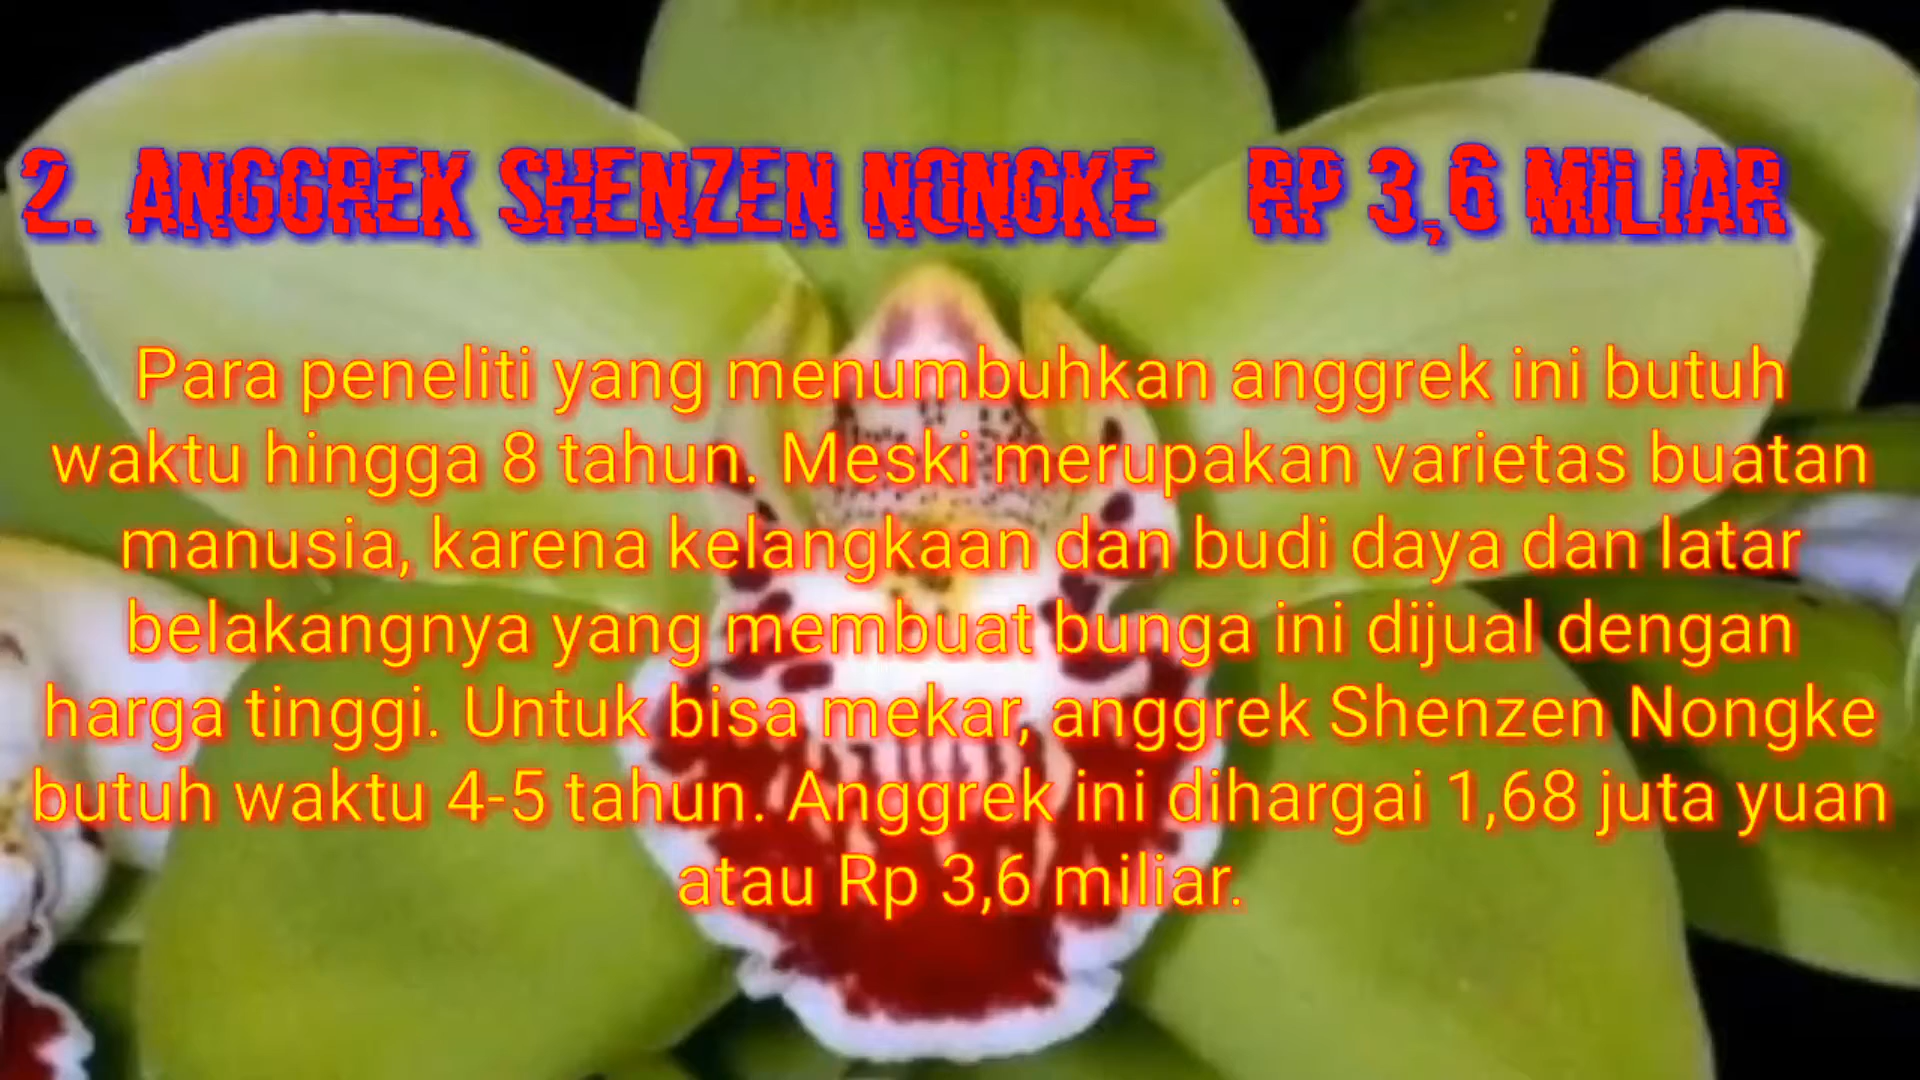 2. ANGGREK SHENZEN NONGKE RP 3,6 MILIAR
Para peneliti yang menumbuhkan anggrek ini butuh
waktu hingga 8 tahun. Meski merupakan varietas buatan
manusia, karena kelangkaan dan budi daya dan latar
belakangnya yang membuat bunga ini dijual dengan
harga tinggi. Untuk bisa mekar, anggrek Shenzen Nongke
butuh waktu 4-5 tahun. Anggrek ini dihargai 1,68 juta yuan
atau Rp 3,6 miliar.